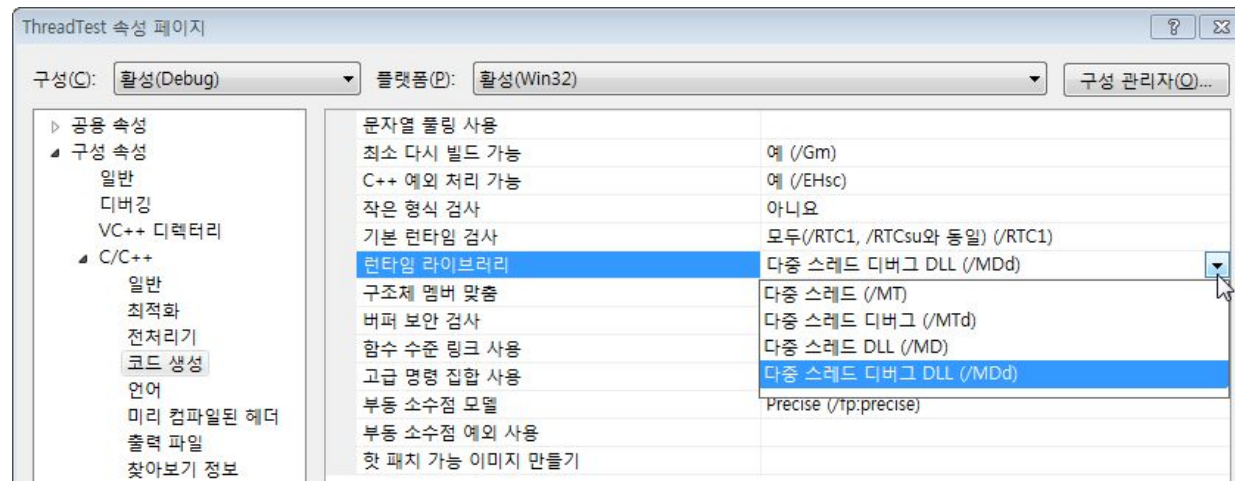 ThreadTest 속성 페이지
구성(C): 활성(Debug) 플랫폼(P): 활성(Win32) 구성 관리자(O)...
공용 속성
구성 속성
일반
디버깅
VC++ 디렉터리
C/C++
일반
최적화
전처리기
코드 생성
언어
미리 컴파일된 헤더
출력 파일
찾아보기 정보
문자열 풀링 사용
최소 다시 빌드 가능 예 (/Gm)
C++ 예외 처리 가능 예 (/EHsc)
작은 형식 검사 아니요
기본 런타임 검사 모두(/RTC1, /RTCsu와 동일) (/RTC1)
런타임 라이브러리 다중 스레드 디버그 DLL (/MDd)
구조체 멤버 맞춤
버퍼 보안 검사
함수 수준 링크 사용
고급 명령 집합 사용
부동 소수점 모델 Precise (/fp:precise)
부동 소수점 예외 사용
핫 패치 가능 이미지 만들기
다중 스레드 (/MT)
다중 스레드 디버그 (/MTd)
다중 스레드 DLL (/MD)
다중 스레드 디버그 DLL (/MDd)